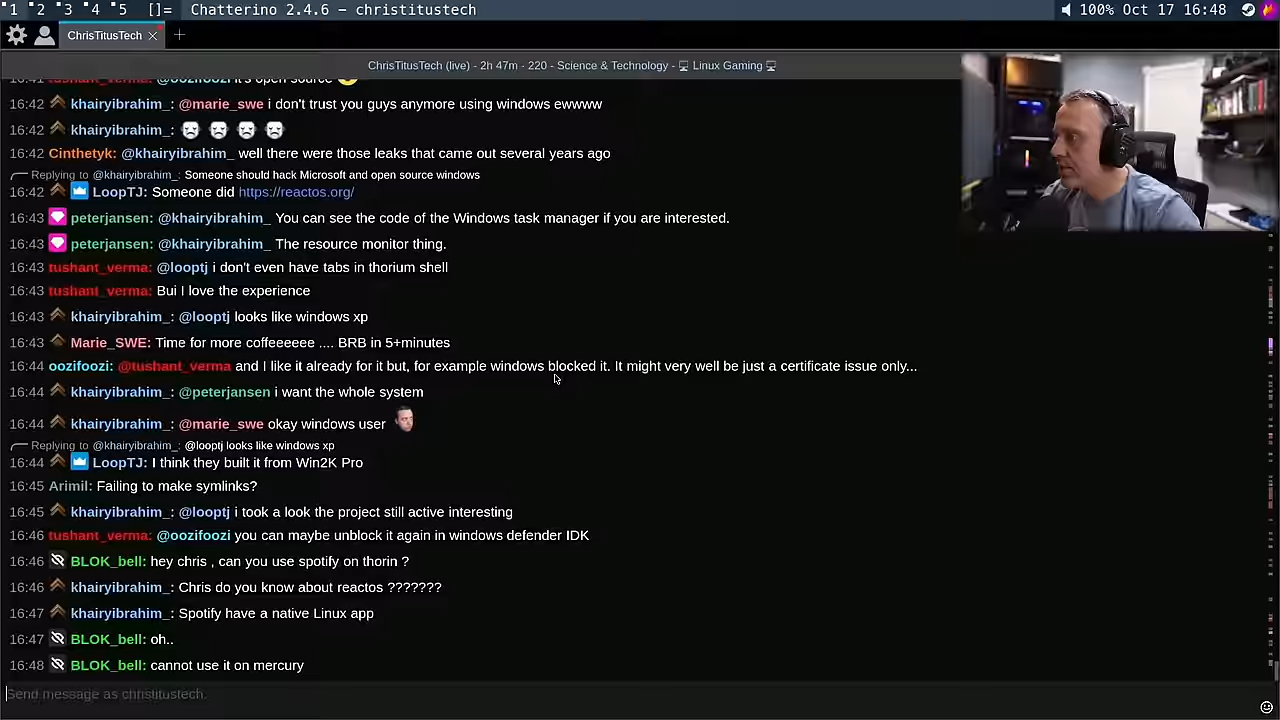 1 2 3 4 5 []= Chatterino 2.4.6 - christitustech 100% Oct 17 16:48
ChrisTitusTech
ChrisTitusTech (live) - 2h 47m - 220 - Science & Technology - Linux Gaming
16:41 tushant_verma: @oozifoozi it's open source
16:42 khairyibrahim_: @marie_swe i don't trust you guys anymore using windows ewwww
16:42 khairyibrahim_:
16:42 Cinthetyk: @khairyibrahim_ well there were those leaks that came out several years ago
Replying to @khairyibrahim_: Someone should hack Microsoft and open source windows
16:42 LoopTJ: Someone did https://reactos.org/
16:43 peterjansen: @khairyibrahim_ You can see the code of the Windows task manager if you are interested.
16:43 peterjansen: @khairyibrahim_ The resource monitor thing.
16:43 tushant_verma: @looptj i don't even have tabs in thorium shell
16:43 tushant_verma: Bui I love the experience
16:43 khairyibrahim_: @looptj looks like windows xp
16:43 Marie_SWE: Time for more coffeeeeee .... BRB in 5+minutes
16:44 oozifoozi: @tushant_verma and I like it already for it but, for example windows blocked it. It might very well be just a certificate issue only...
16:44 khairyibrahim_: @peterjansen i want the whole system
16:44 khairyibrahim_: @marie_swe okay windows user
Replying to @khairyibrahim_: @looptj looks like windows xp
16:44 LoopTJ: I think they built it from Win2K Pro
16:45 Arimil: Failing to make symlinks?
16:45 khairyibrahim_: @looptj i took a look the project still active interesting
16:46 tushant_verma: @oozifoozi you can maybe unblock it again in windows defender IDK
16:46 BLOK_bell: hey chris , can you use spotify on thorin ?
16:46 khairyibrahim_: Chris do you know about reactos ???????
16:47 khairyibrahim_: Spotify have a native Linux app
16:47 BLOK_bell: oh..
16:48 BLOK_bell: cannot use it on mercury
Send message as christitustech.